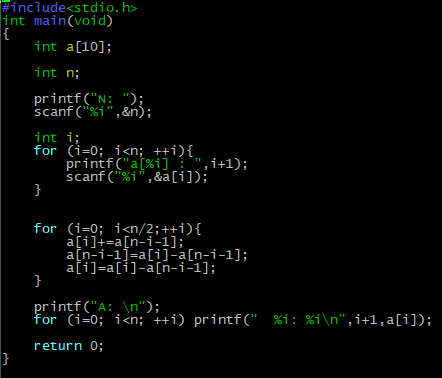 #include<stdio.h>
int main(void)
{
    int a[10];

    int n;

    printf("N: ");
    scanf("%i",&n);

    int i;
    for (i=0; i<n; ++i){
        printf("a[%i] : ",i+1);
        scanf("%i",&a[i]);
    }


    for (i=0; i<n/2;++i){
        a[i]+=a[n-i-1];
        a[n-i-1]=a[i]-a[n-i-1];
        a[i]=a[i]-a[n-i-1];
    }

    printf("A: \n");
    for (i=0; i<n; ++i) printf("  %i: %i\n",i+1,a[i]);

    return 0;
}